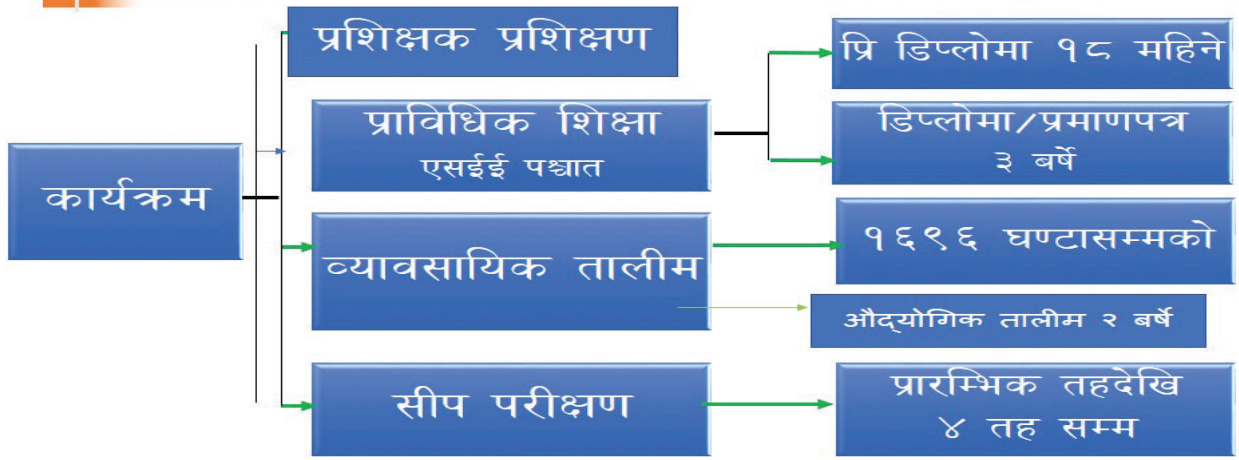 कार्यक्रम
प्रशिक्षक प्रशिक्षण
प्राविधिक शिक्षा
एसईई पश्चात
प्रि डिप्लोमा १८ महिने
डिप्लोमा/प्रमाणपत्र
३ बर्षे
व्यावसायिक तालीम
१६९६ घण्टासम्मको
औद्योगिक तालीम २ बर्षे
सीप परीक्षण
प्रारम्भिक तहदेखि
४ तह सम्म